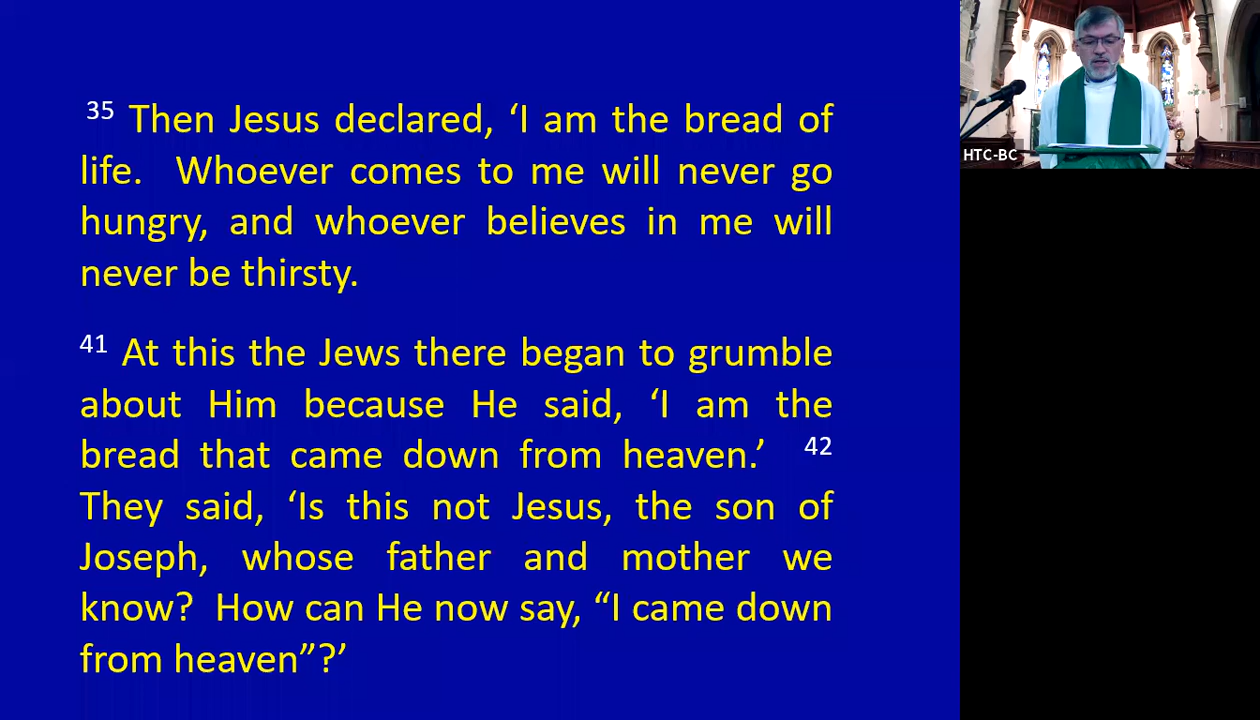 35 Then Jesus declared, ‘I am the bread of
life. Whoever comes to me will never go
hungry, and whoever believes in me will
never be thirsty.
41 At this the Jews there began to grumble
about Him because He said, ‘I am the
bread that came down from heaven.’ 42
They said, ‘Is this not Jesus, the son of
Joseph, whose father and mother we
know? How can He now say, “I came down
from heaven”?’
HTC-BC